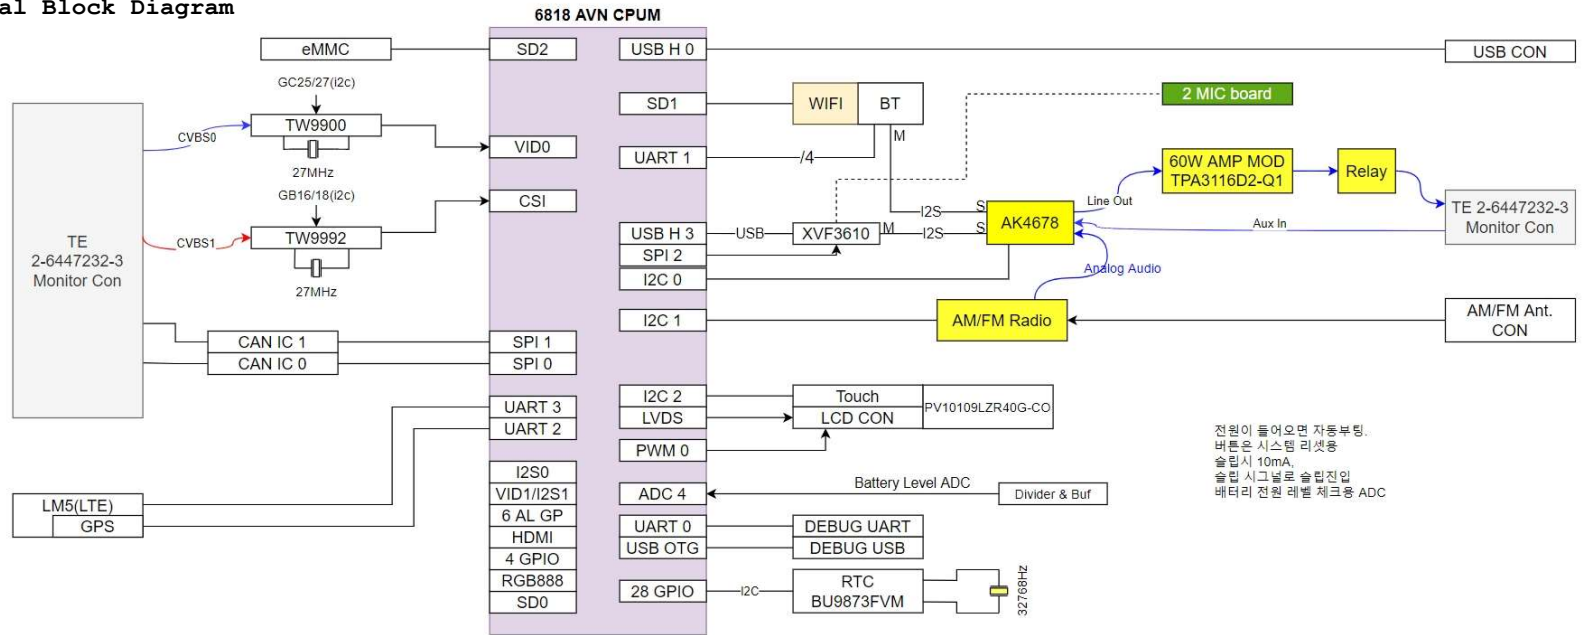 al Block Diagram
6818 AVN CPUM
eMMC
SD2
USB H 0
USB CON
GC25/27(i2c)
SD1
WIFI
BT
2 MIC board
CVBS0
TW9900
M
VID0
UART 1
/4
27MHz
60W AMP MOD
TPA3116D2-Q1
Relay
GB16/18(i2c)
CSI
Line Out
TE 2-6447232-3
Monitor Con
I2S
S
CVBS1
TW9992
USB H 3
USB
XVF3610
M
I2S
S
AK4678
Aux In
TE
2-6447232-3
Monitor Con
SPI 2
I2C 0
Analog Audio
27MHz
I2C 1
AM/FM Radio
AM/FM Ant.
CON
CAN IC 1
SPI 1
CAN IC 0
SPI 0
I2C 2
Touch
PV10109LZR40G-CO
LVDS
LCD CON
UART 3
UART 2
PWM 0
전원이 들어오면 자동부팅.
버튼은 시스템 리셋용
슬립시 10mA,
슬립 시그널로 슬립진입
배터리 전원 레벨 체크용 ADC
I2S0
VID1/I2S1
6 AL GP
HDMI
4 GPIO
RGB888
SD0
ADC 4
Battery Level ADC
Divider & Buf
LM5(LTE)
GPS
UART 0
DEBUG UART
USB OTG
DEBUG USB
28 GPIO
I2C
RTC
BU9873FVM
32768Hz